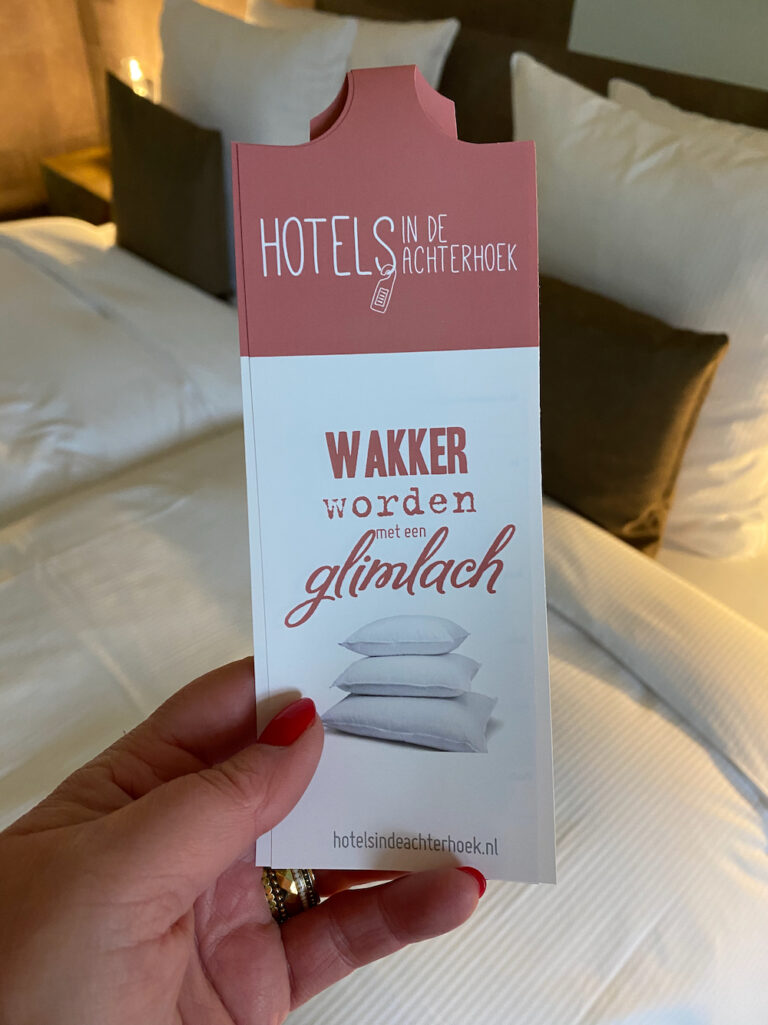 HOTELS IN DE
ACHTERHOEK
WAKKER
worden
met een
glimlach
hotelsindeachterhoek.nl